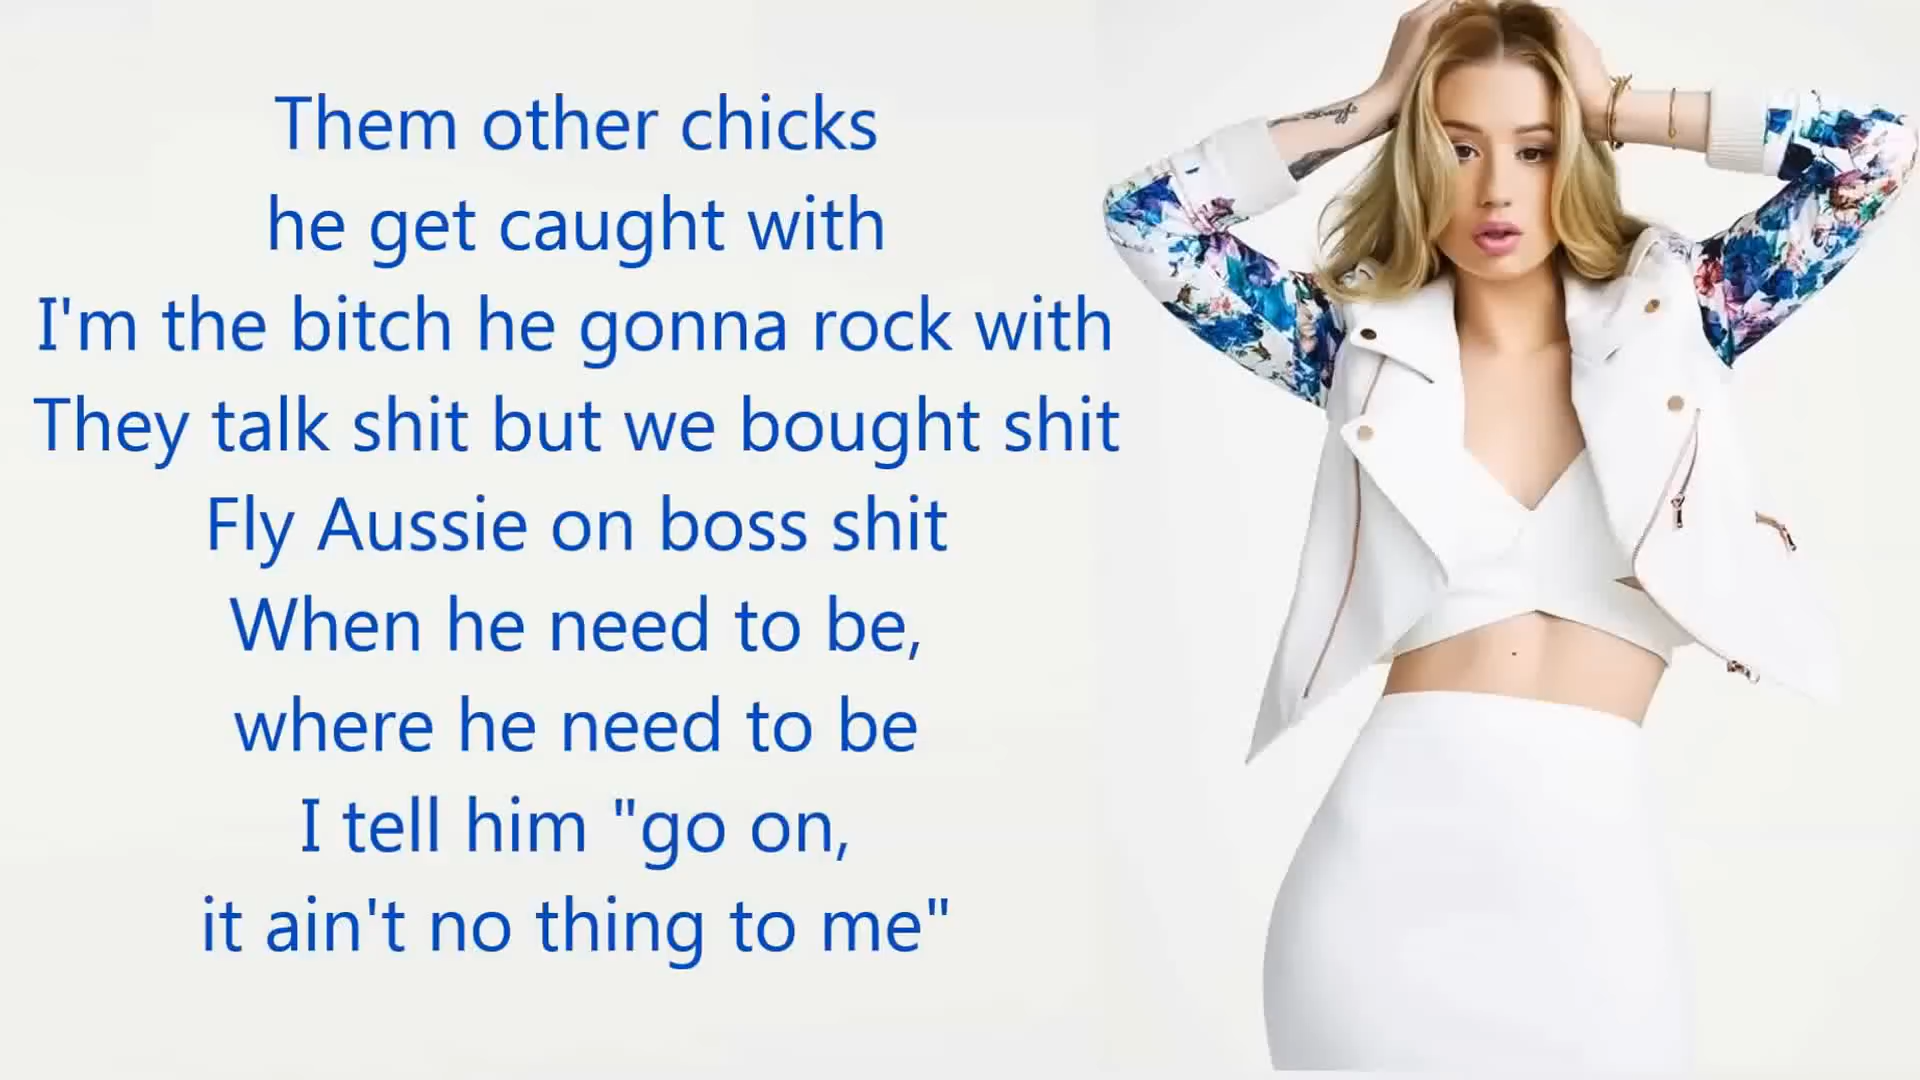 Them other chicks
he get caught with
I'm the bitch he gonna rock with
They talk shit but we bought shit
Fly Aussie on boss shit
When he need to be,
where he need to be
I tell him "go on,
it ain't no thing to me"